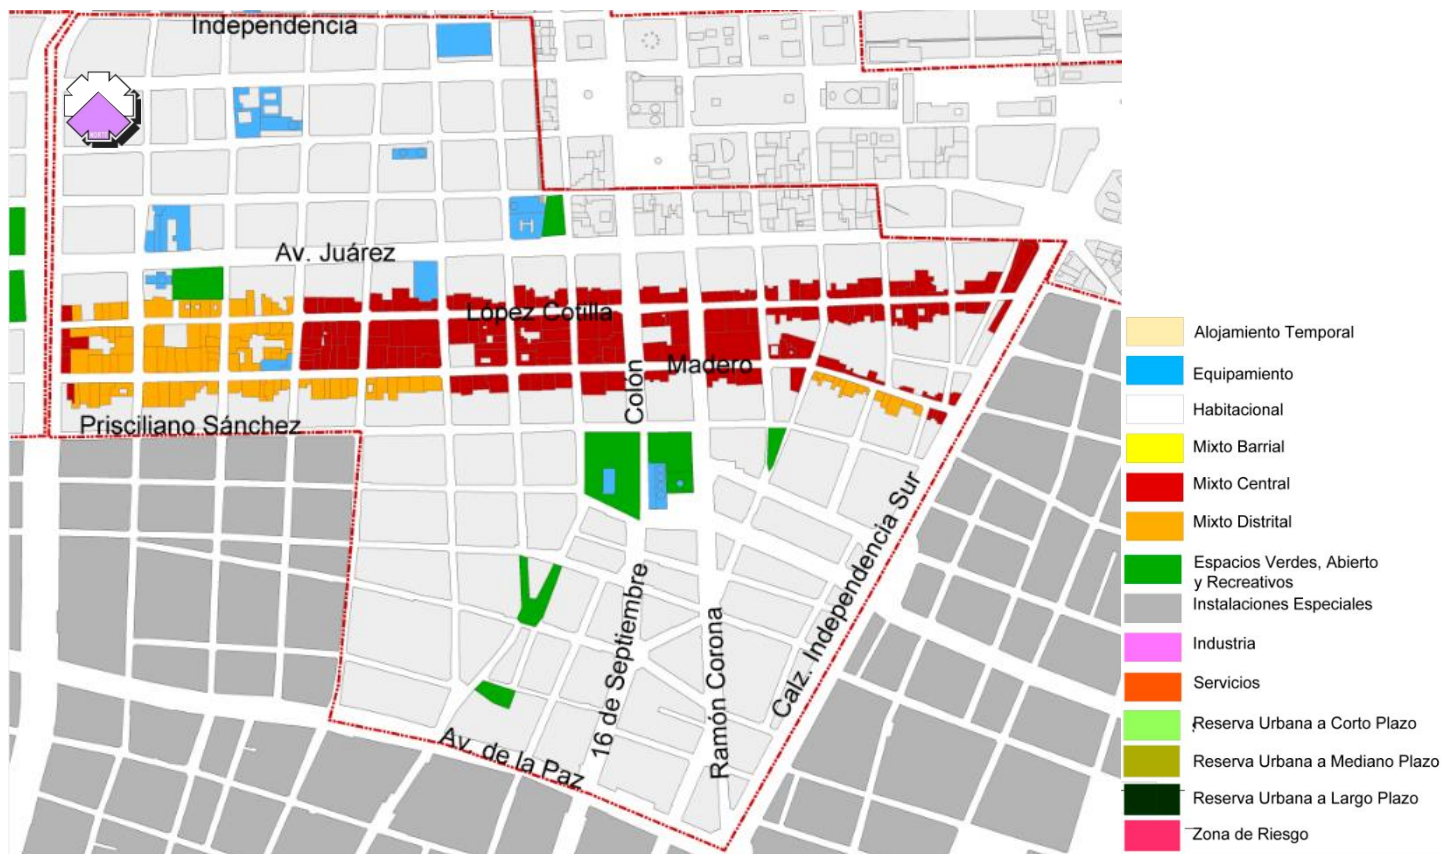 Independencia
NORTE
Av. Juárez
López Cotilla
Madero
Colón
Prisciliano Sánchez
Calz. Independencia Sur
16 de Septiembre
Ramón Corona
Av. de la Paz
Alojamiento Temporal
Equipamiento
Habitacional
Mixto Barrial
Mixto Central
Mixto Distrital
Espacios Verdes, Abierto
y Recreativos
Instalaciones Especiales
Industria
Servicios
Reserva Urbana a Corto Plazo
Reserva Urbana a Mediano Plazo
Reserva Urbana a Largo Plazo
Zona de Riesgo